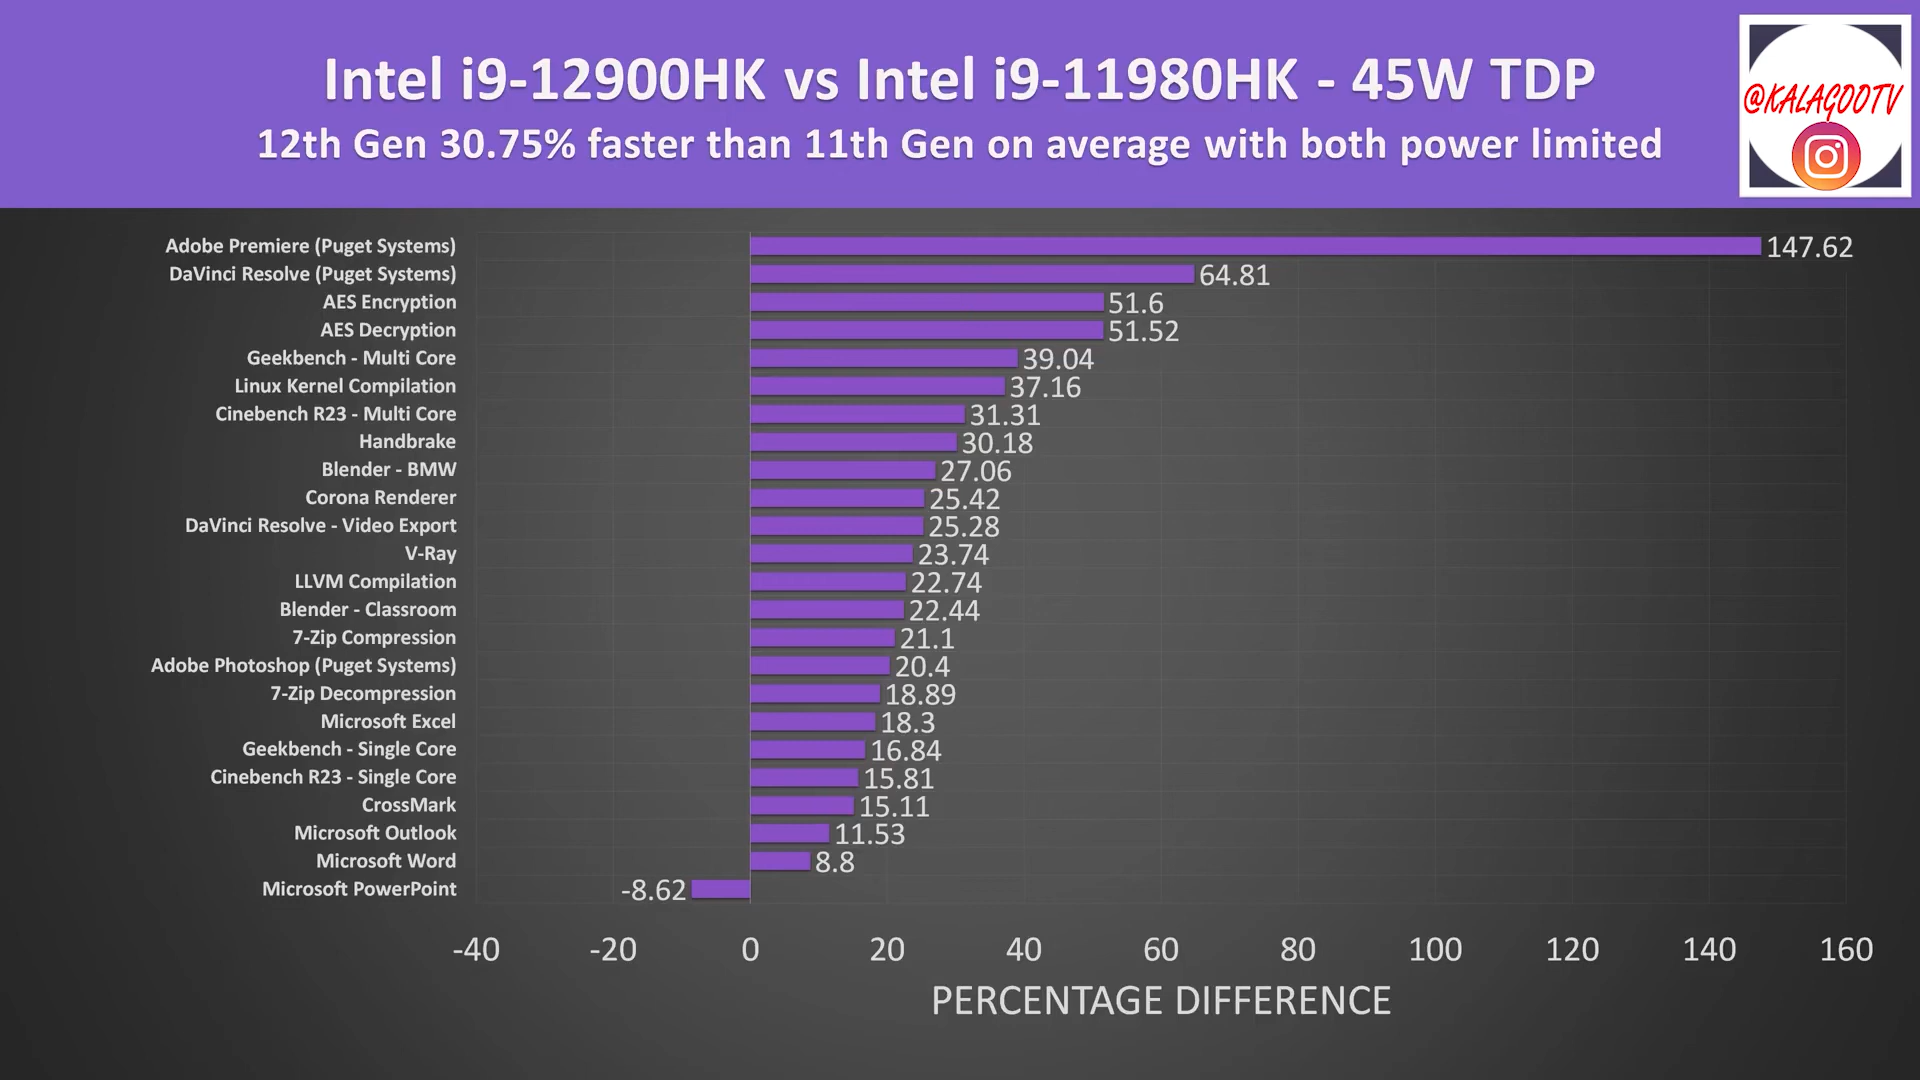 Intel i9-12900HK vs Intel i9-11980HK - 45W TDP
12th Gen 30.75% faster than 11th Gen on average with both power limited
@KALAGOOTV
Adobe Premiere (Puget Systems) 147.62
DaVinci Resolve (Puget Systems) 64.81
AES Encryption 51.6
AES Decryption 51.52
Geekbench - Multi Core 39.04
Linux Kernel Compilation 37.16
Cinebench R23 - Multi Core 31.31
Handbrake 30.18
Blender - BMW 27.06
Corona Renderer 25.42
DaVinci Resolve - Video Export 25.28
V-Ray 23.74
LLVM Compilation 22.74
Blender - Classroom 22.44
7-Zip Compression 21.1
Adobe Photoshop (Puget Systems) 20.4
7-Zip Decompression 18.89
Microsoft Excel 18.3
Geekbench - Single Core 16.84
Cinebench R23 - Single Core 15.81
CrossMark 15.11
Microsoft Outlook 11.53
Microsoft Word 8.8
Microsoft PowerPoint -8.62
-40 -20 0 20 40 60 80 100 120 140 160
PERCENTAGE DIFFERENCE